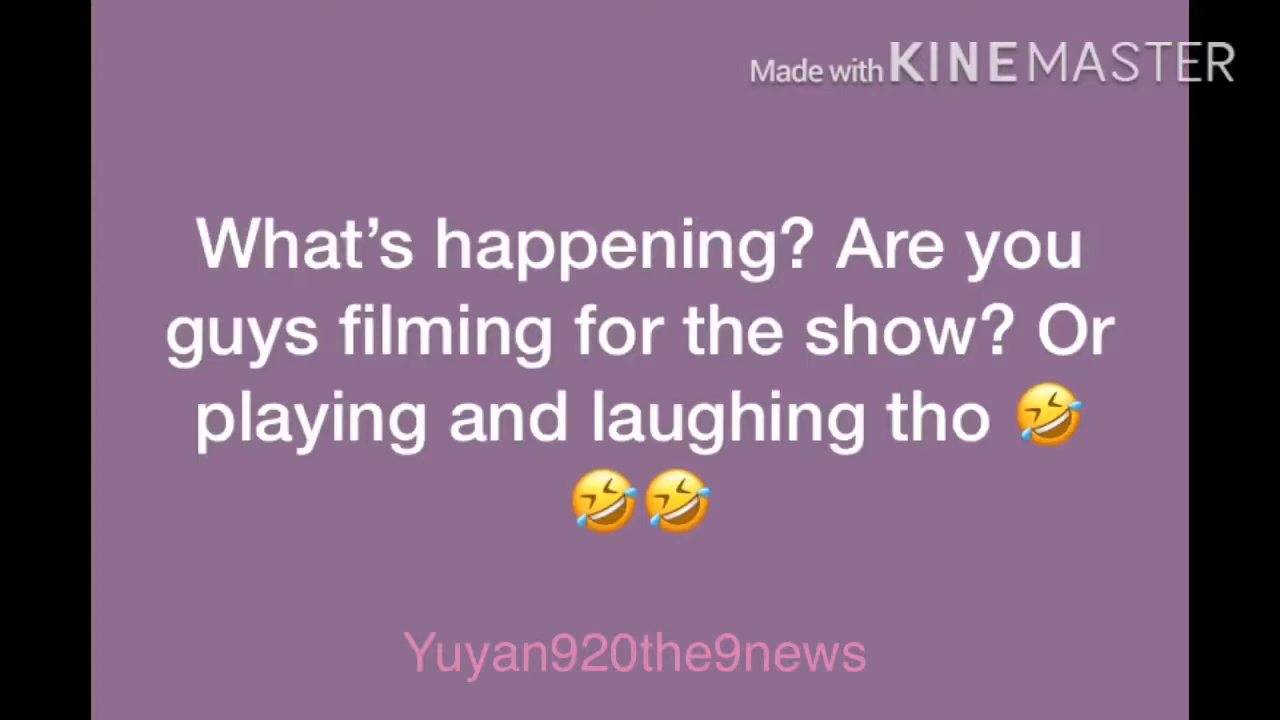 Made with KINEMASTER
What’s happening? Are you
guys filming for the show? Or
playing and laughing tho 🤣
🤣🤣
Yuyan920the9news